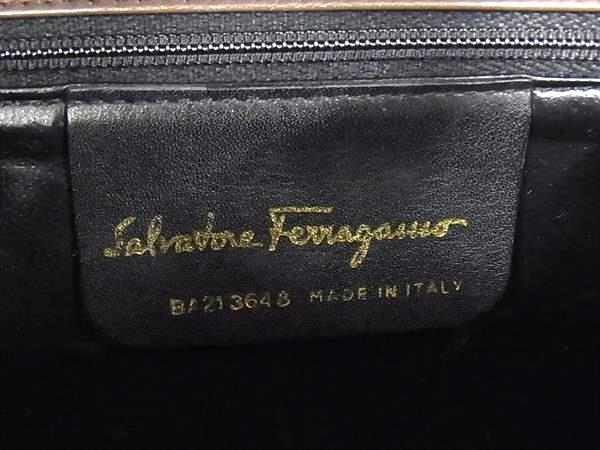 Salvatore Ferragamo
BA21 3648 MADE IN ITALY